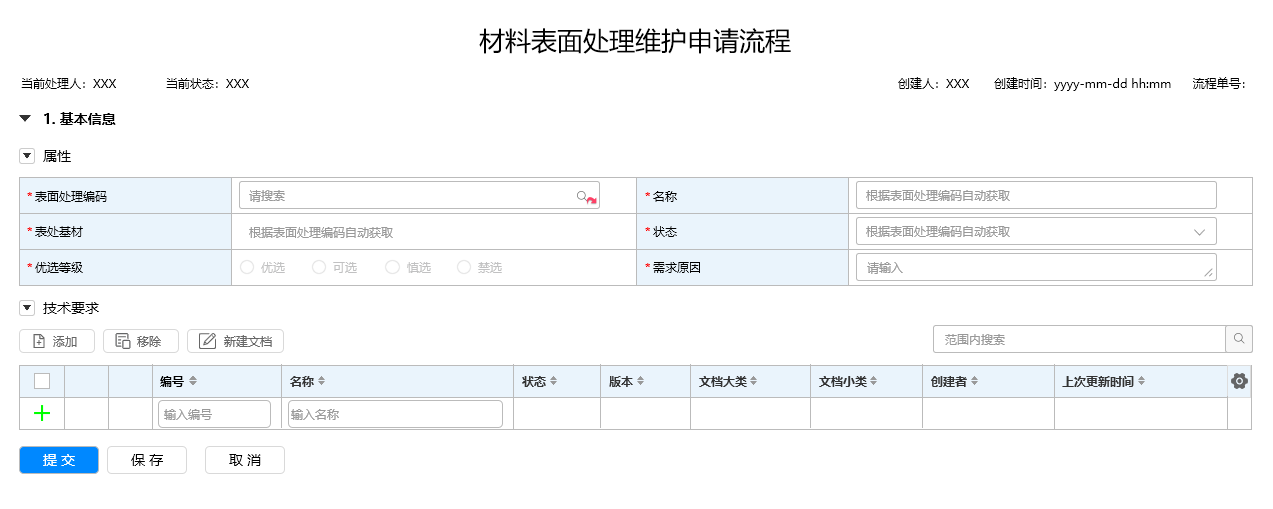 材料表面处理维护申请流程
当前处理人：XXX 当前状态：XXX 创建人：XXX 创建时间：yyyy-mm-dd hh:mm 流程单号：
1. 基本信息
属性
*表面处理编码 请搜索 *名称 根据表面处理编码自动获取
*表处基材 根据表面处理编码自动获取 *状态 根据表面处理编码自动获取
*优选等级 优选 可选 慎选 禁选 *需求原因 请输入
技术要求
添加 移除 新建文档 范围内搜索
编号 名称 状态 版本 文档大类 文档小类 创建者 上次更新时间
输入编号 输入名称
提 交 保 存 取 消